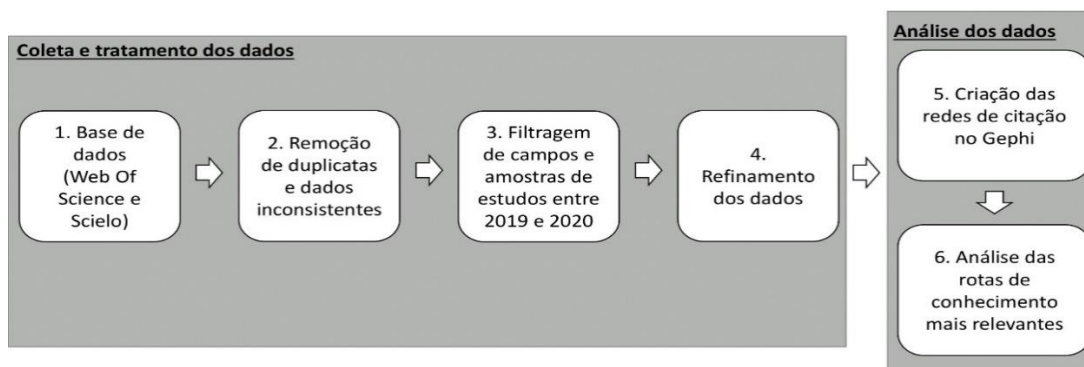 Coleta e tratamento dos dados
1. Base de
dados
(Web Of
Science e
Scielo)
2. Remoção
de duplicatas
e dados
inconsistentes
3. Filtragem
de campos e
amostras de
estudos entre
2019 e 2020
4.
Refinamento
dos dados
Análise dos dados
5. Criação das
redes de citação
no Gephi
6. Análise das
rotas de
conhecimento
mais relevantes